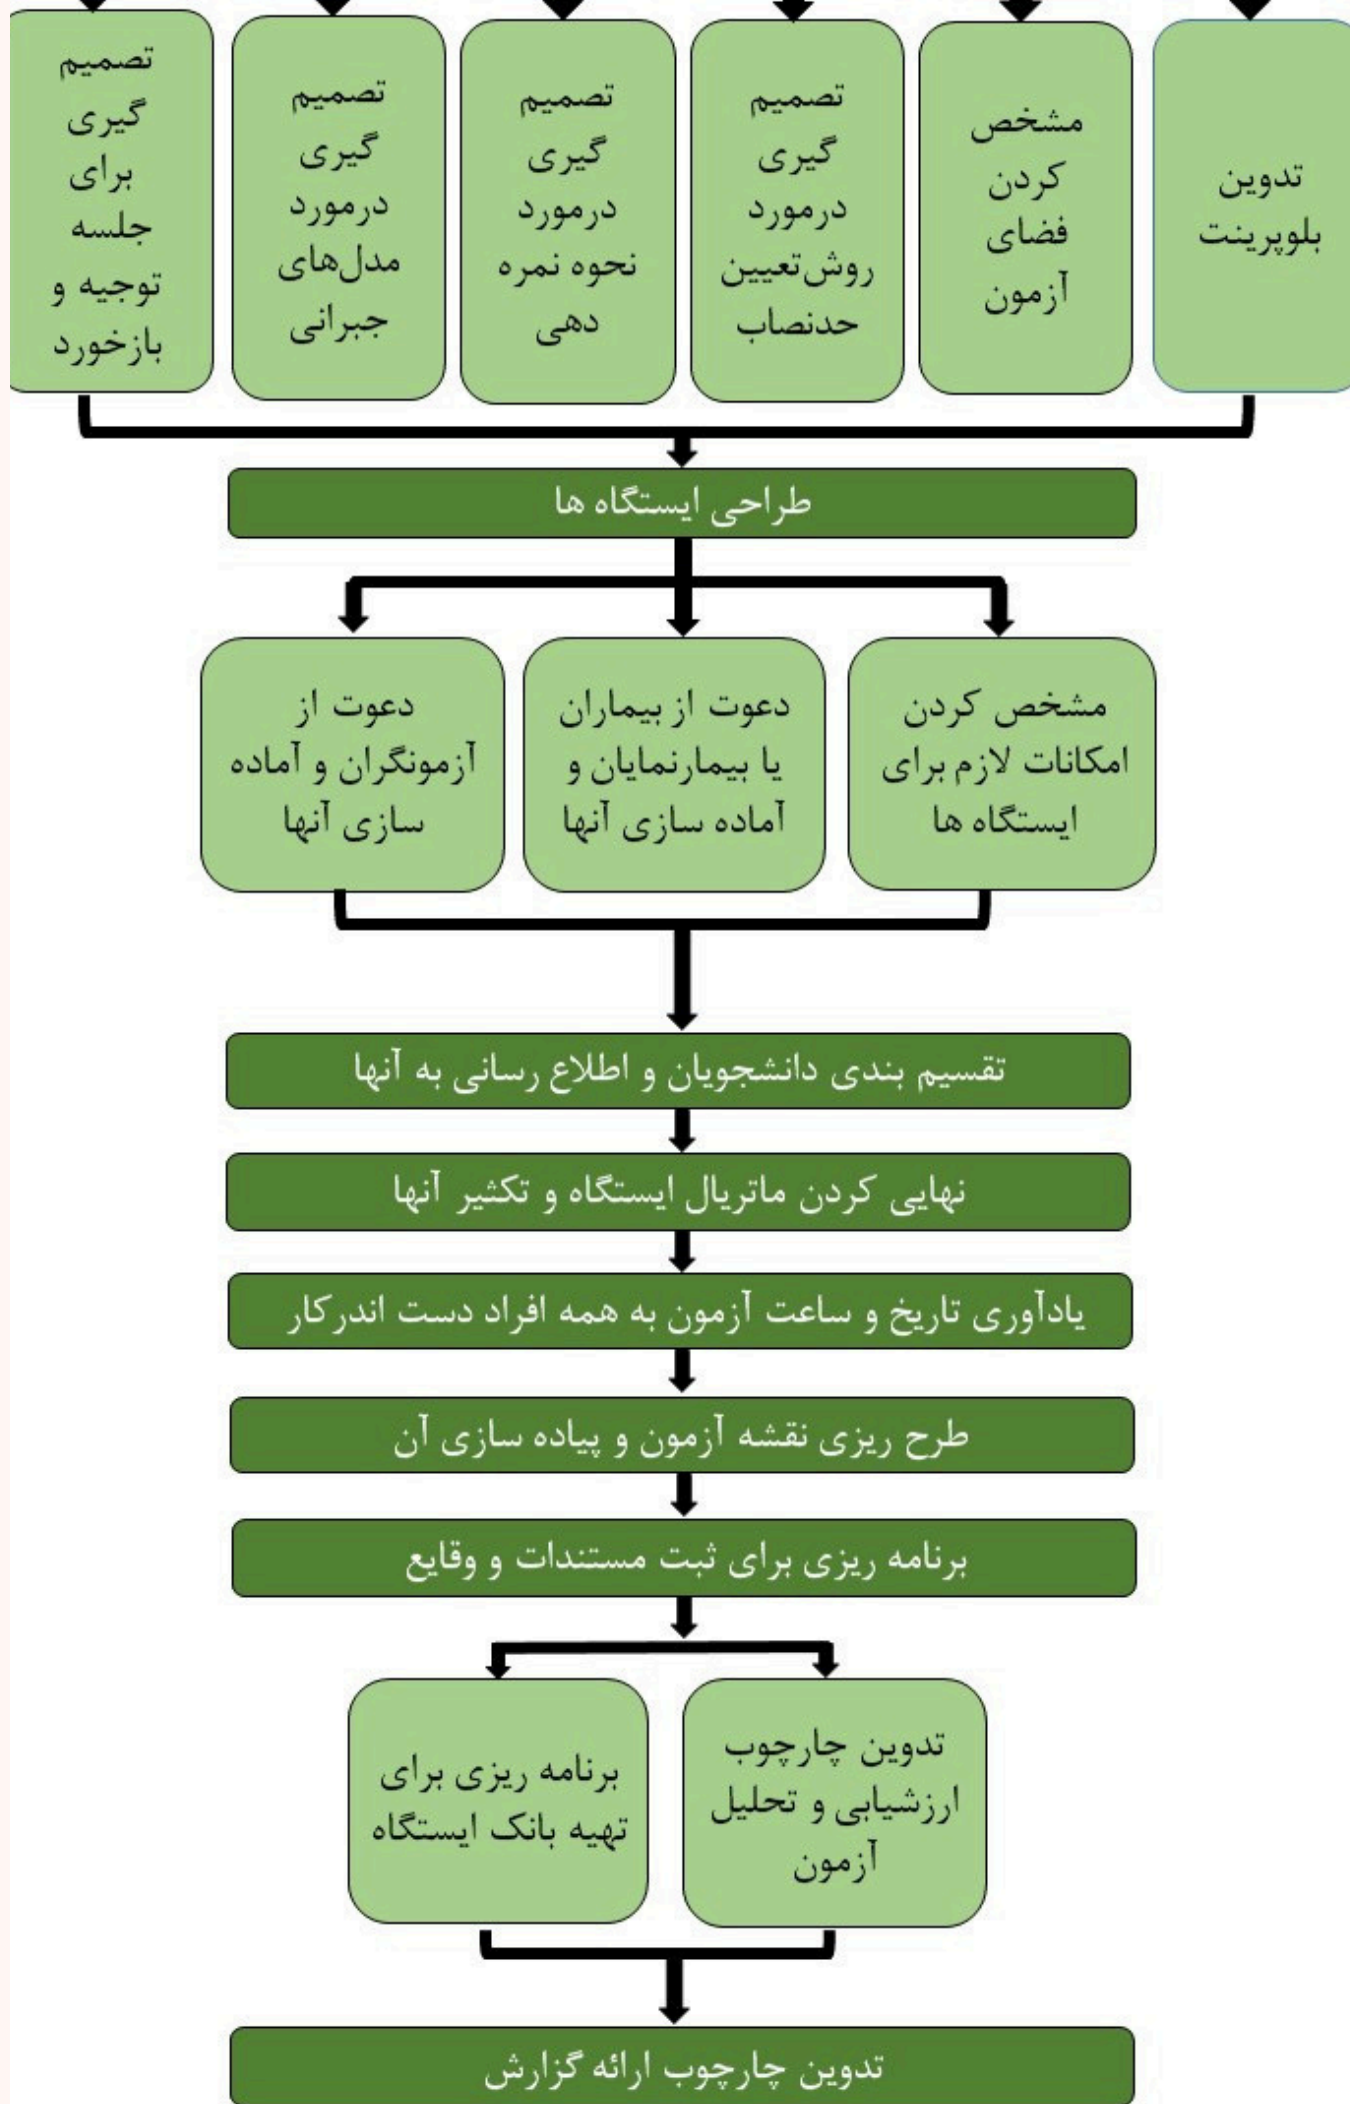 تدوین
بلوپرینت
مشخص
کردن
فضای
آزمون
تصمیم
گیری
درمورد
روش‌تعیین
حدنصاب
تصمیم
گیری
درمورد
نحوه نمره
دهی
تصمیم
گیری
درمورد
مدل‌های
جبرانی
تصمیم
گیری
برای
جلسه
توجیه و
بازخورد
طراحی ایستگاه ها
مشخص کردن
امکانات لازم برای
ایستگاه ها
دعوت از بیماران
یا بیمارنمایان و
آماده سازی آنها
دعوت از
آزمونگران و آماده
سازی آنها
تقسیم بندی دانشجویان و اطلاع رسانی به آنها
نهایی کردن ماتریال ایستگاه و تکثیر آنها
یادآوری تاریخ و ساعت آزمون به همه افراد دست اندرکار
طرح ریزی نقشه آزمون و پیاده سازی آن
برنامه ریزی برای ثبت مستندات و وقایع
تدوین چارچوب
ارزشیابی و تحلیل
آزمون
برنامه ریزی برای
تهیه بانک ایستگاه
تدوین چارچوب ارائه گزارش